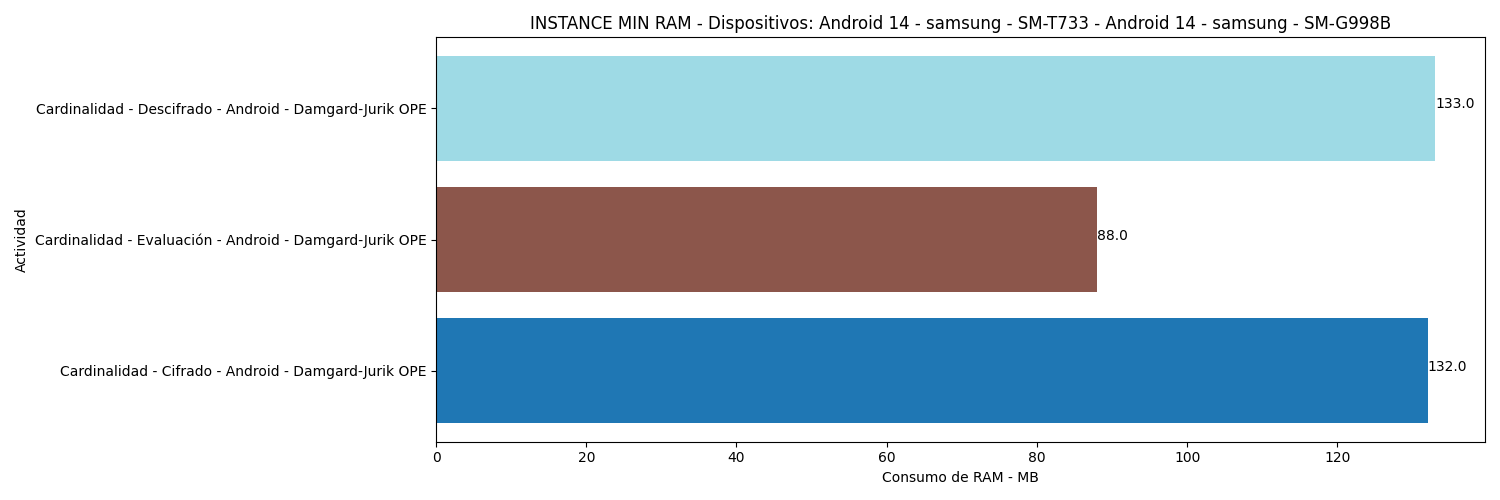 INSTANCE MIN RAM - Dispositivos: Android 14 - samsung - SM-T733 - Android 14 - samsung - SM-G998B
Actividad
Cardinalidad - Descifrado - Android - Damgard-Jurik OPE
133.0
Cardinalidad - Evaluación - Android - Damgard-Jurik OPE
88.0
Cardinalidad - Cifrado - Android - Damgard-Jurik OPE
132.0
0 20 40 60 80 100 120
Consumo de RAM - MB